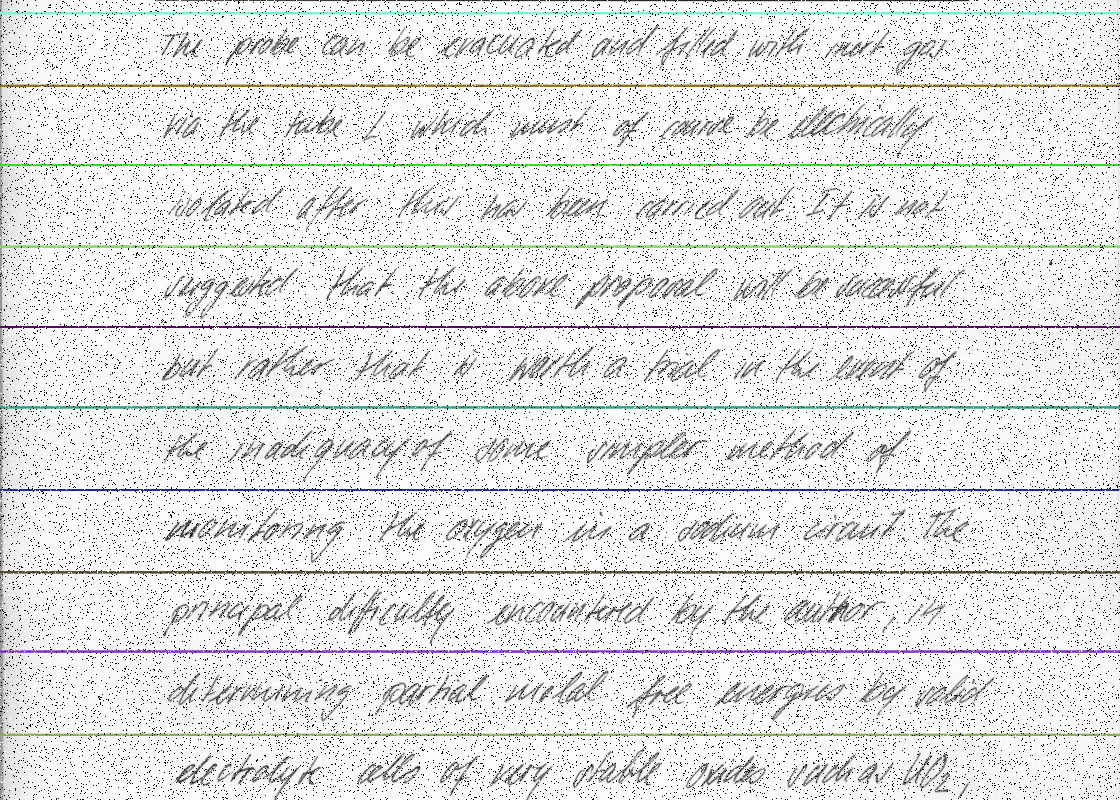 The probe can be evacuated and filled with inert gas
via the tube L which must of course be electrically
isolated after this has been carried out. It is not
suggested that the above proposal will be successful
but rather that is worth a trial in the event of
the inadequacy of some simpler method of
monitoring the oxygen in a sodium circuit. The
principal difficulty encountered by the author, in
determining partial molal free energies by solid
electrolyte cells of very stable oxides such as UO₂,